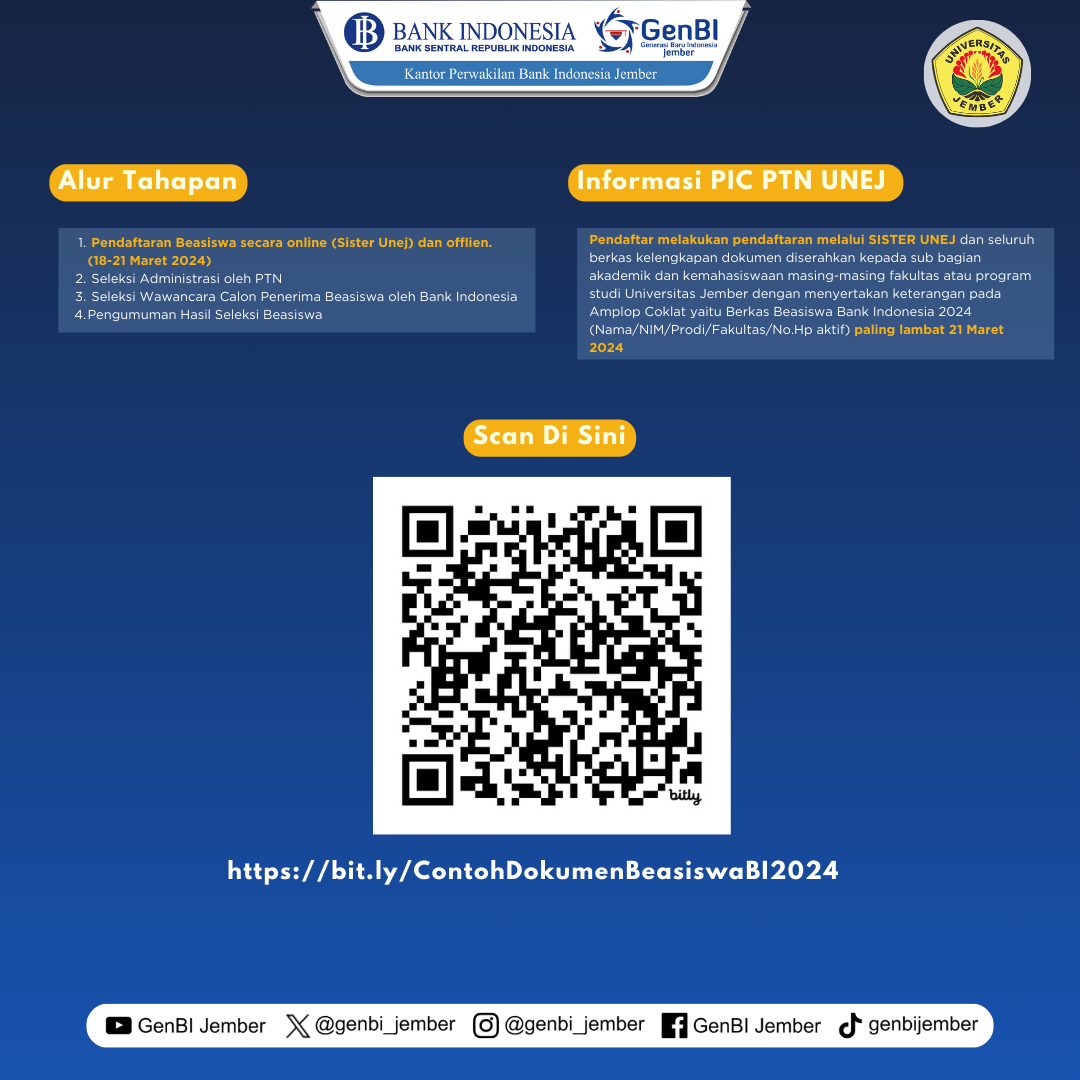 BANK INDONESIA
BANK SENTRAL REPUBLIK INDONESIA
GenBI
Generasi Baru Indonesia
Jember
Kantor Perwakilan Bank Indonesia Jember
UNIVERSITAS
JEMBER
Alur Tahapan
1. Pendaftaran Beasiswa secara online (Sister Unej) dan offlien.
(18-21 Maret 2024)
2. Seleksi Administrasi oleh PTN
3. Seleksi Wawancara Calon Penerima Beasiswa oleh Bank Indonesia
4.Pengumuman Hasil Seleksi Beasiswa
Informasi PIC PTN UNEJ
Pendaftar melakukan pendaftaran melalui SISTER UNEJ dan seluruh
berkas kelengkapan dokumen diserahkan kepada sub bagian
akademik dan kemahasiswaan masing-masing fakultas atau program
studi Universitas Jember dengan menyertakan keterangan pada
Amplop Coklat yaitu Berkas Beasiswa Bank Indonesia 2024
(Nama/NIM/Prodi/Fakultas/No.Hp aktif) paling lambat 21 Maret
2024
Scan Di Sini
bitly
https://bit.ly/ContohDokumenBeasiswaBI2024
GenBI Jember @genbi_jember @genbi_jember GenBI Jember genbijember